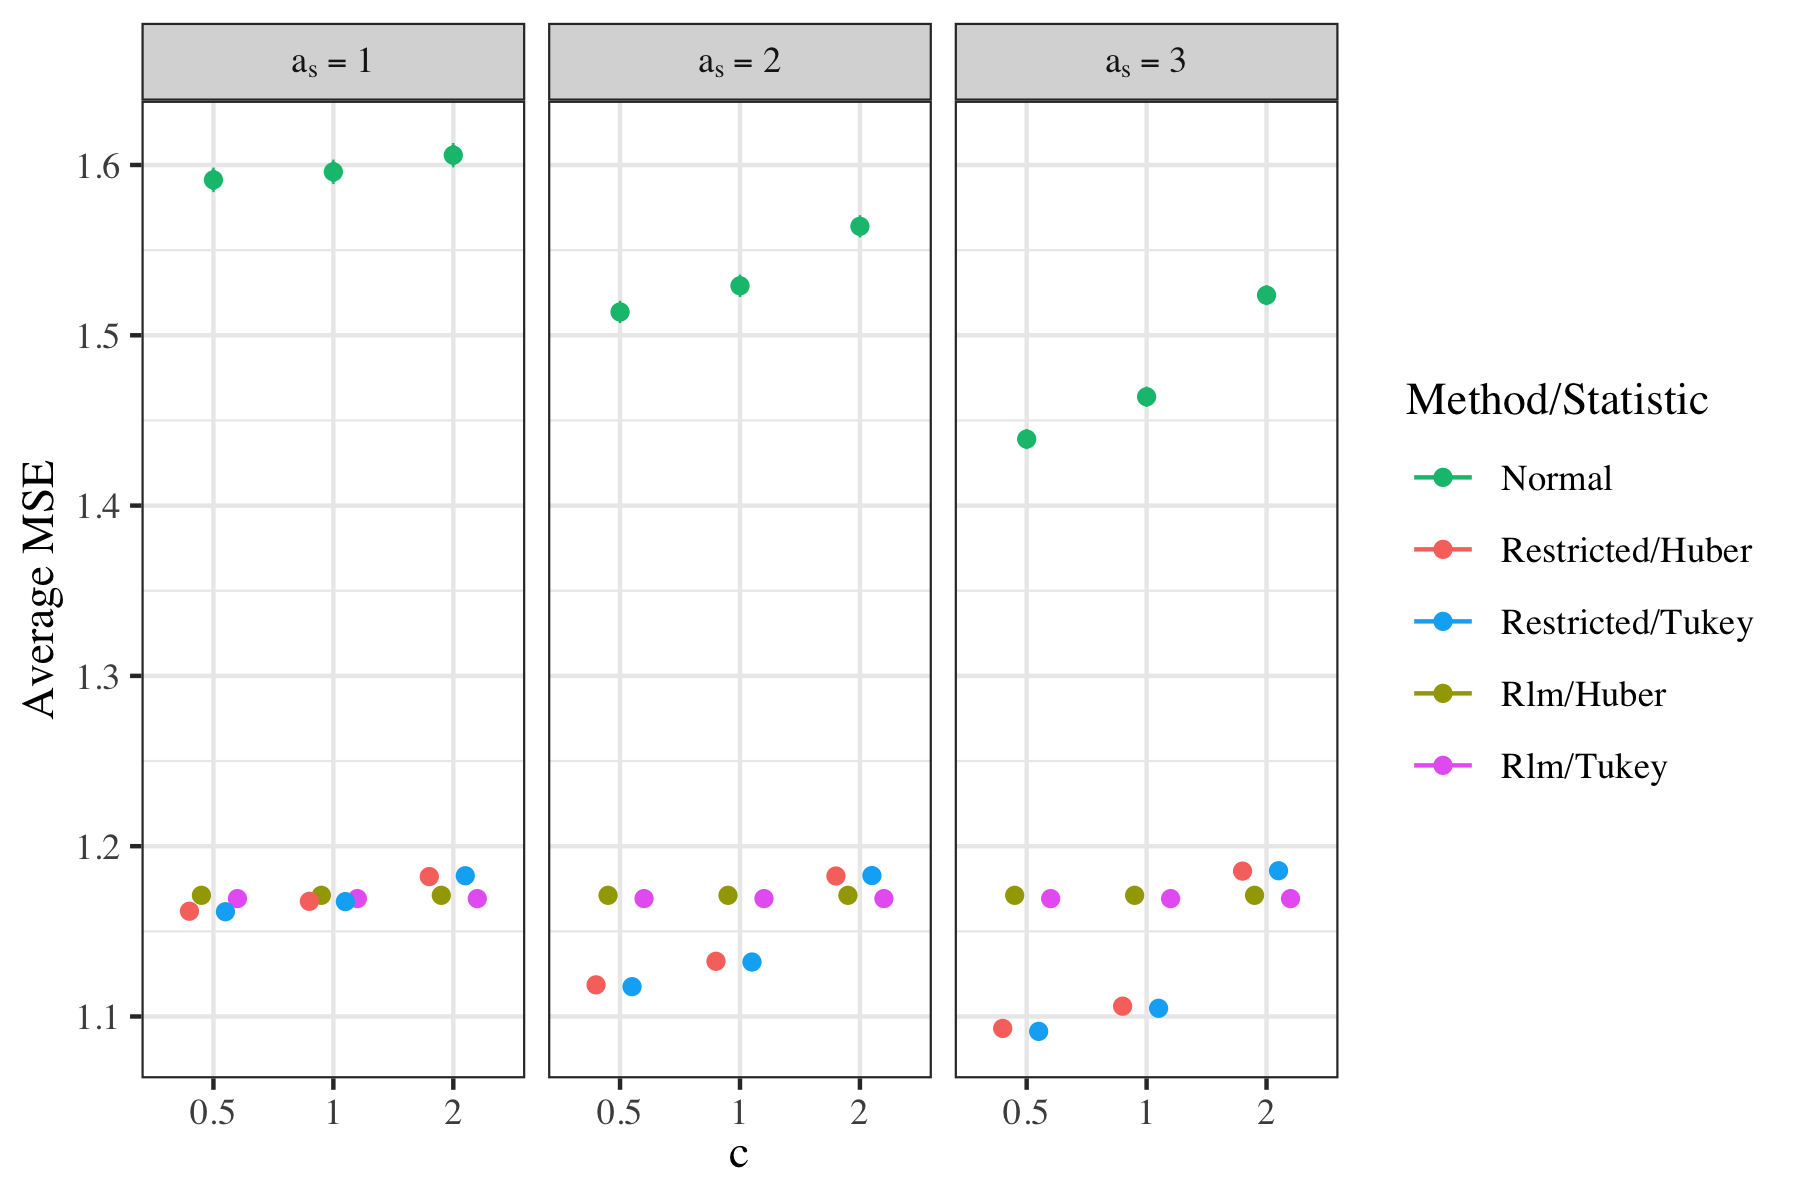 aₛ = 1
aₛ = 2
aₛ = 3
1.6
1.5
1.4
1.3
1.2
1.1
Average MSE
0.5 1 2
0.5 1 2
0.5 1 2
c
Method/Statistic
Normal
Restricted/Huber
Restricted/Tukey
Rlm/Huber
Rlm/Tukey